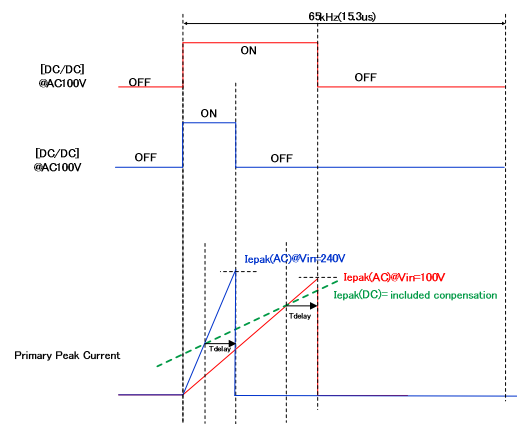 65kHz(15.3us)
ON
[DC/DC]
@AC100V
OFF
OFF
ON
[DC/DC]
@AC100V
OFF
OFF
Iepak(AC)@Vin=240V
Iepak(AC)@Vin=100V
Iepak(DC)= included conpensation
Tdelay
Tdelay
Primary Peak Current